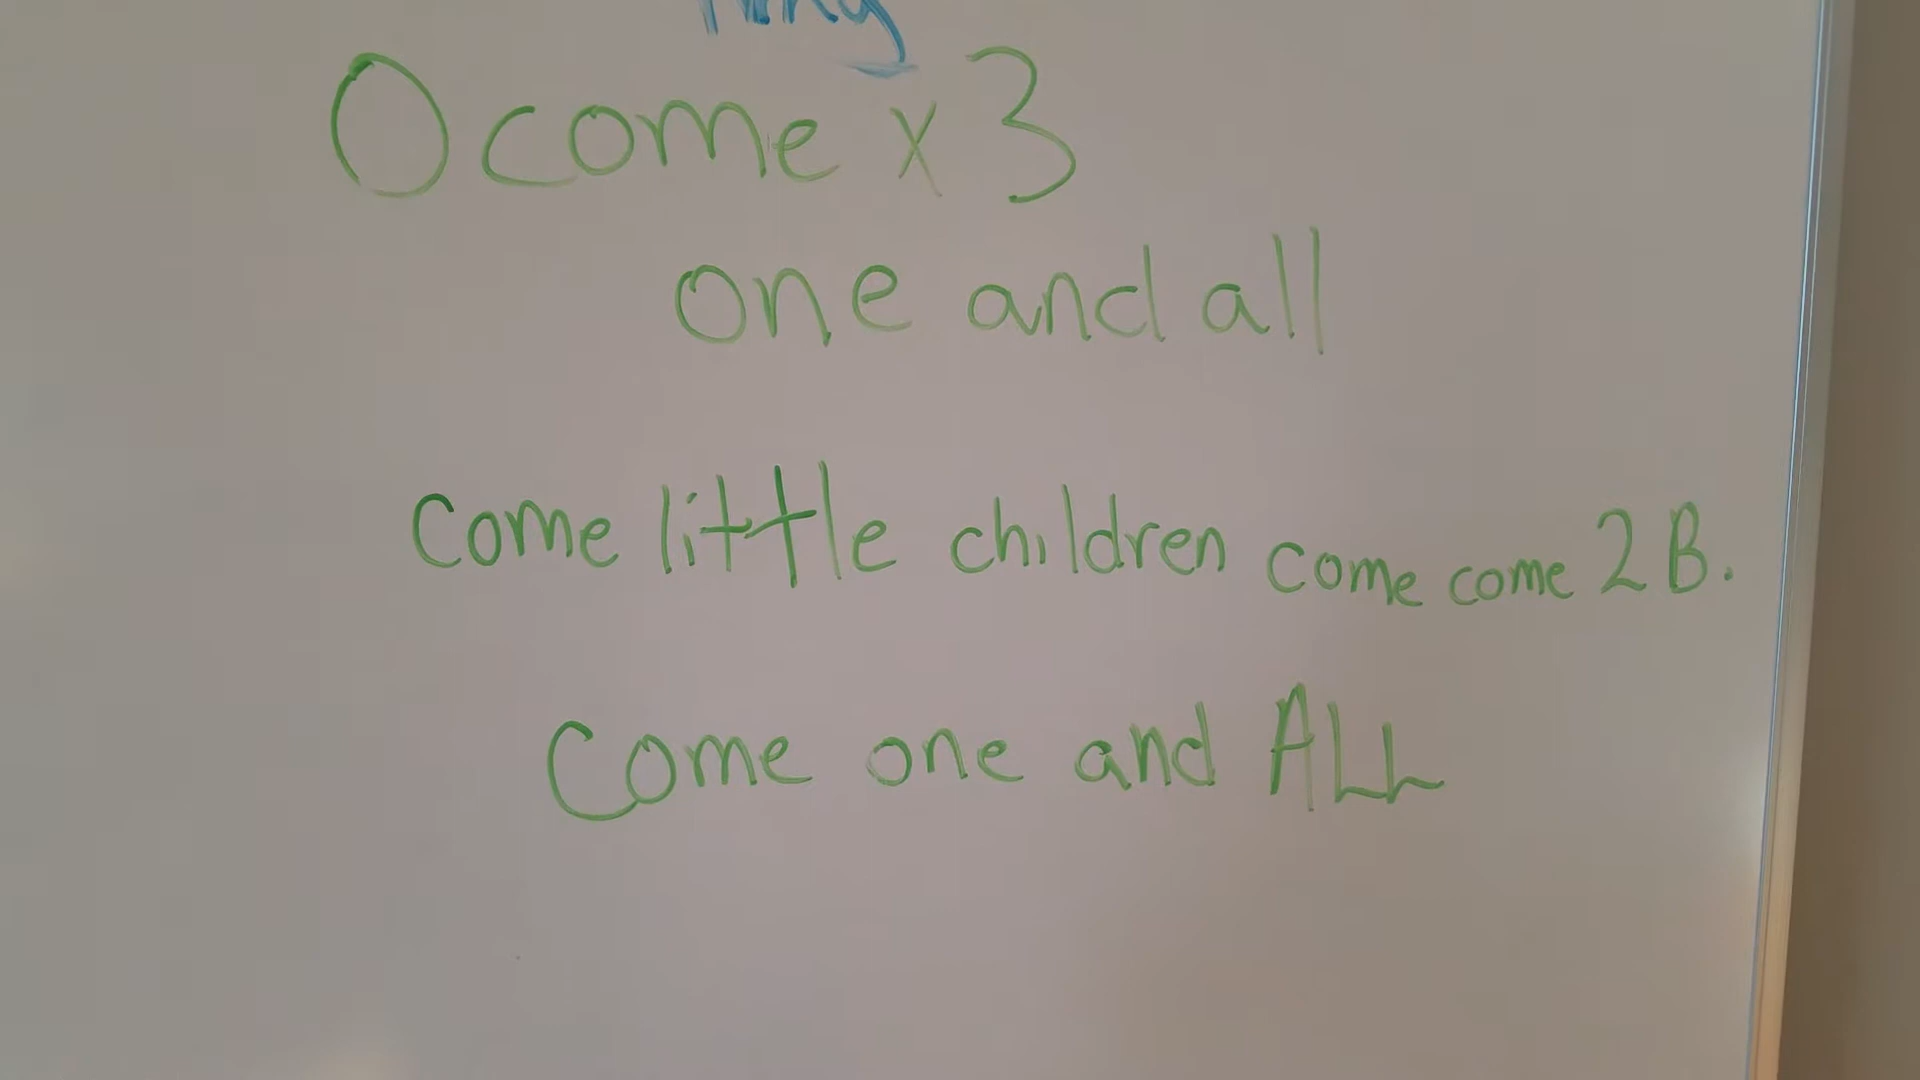 O come x 3
one and all
Come little children come come 2 B.
Come one and ALL